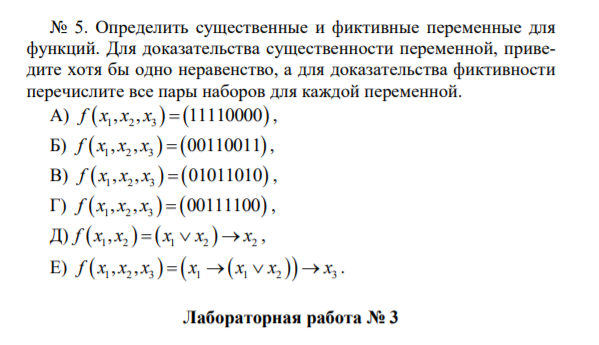 № 5. Определить существенные и фиктивные переменные для
функций. Для доказательства существенности переменной, приве-
дите хотя бы одно неравенство, а для доказательства фиктивности
перечислите все пары наборов для каждой переменной.
А) f(x₁,x₂,x₃)=(11110000),
Б) f(x₁,x₂,x₃)=(00110011),
В) f(x₁,x₂,x₃)=(01011010),
Г) f(x₁,x₂,x₃)=(00111100),
Д) f(x₁,x₂)=(x₁ ∨ x₂)→x₂,
Е) f(x₁,x₂,x₃)=(x₁ →(x₁ ∨ x₂))→x₃.
Лабораторная работа № 3